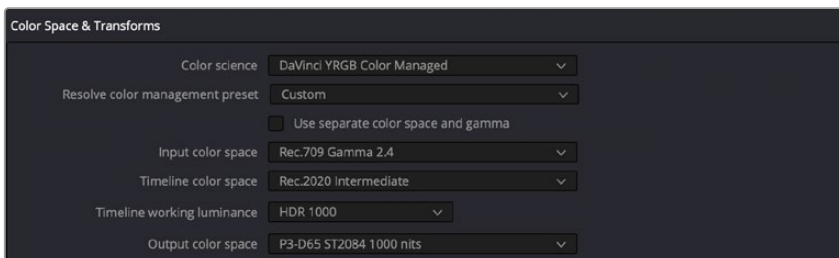 Color Space & Transforms
Color science DaVinci YRGB Color Managed
Resolve color management preset Custom
Use separate color space and gamma
Input color space Rec.709 Gamma 2.4
Timeline color space Rec.2020 Intermediate
Timeline working luminance HDR 1000
Output color space P3-D65 ST2084 1000 nits